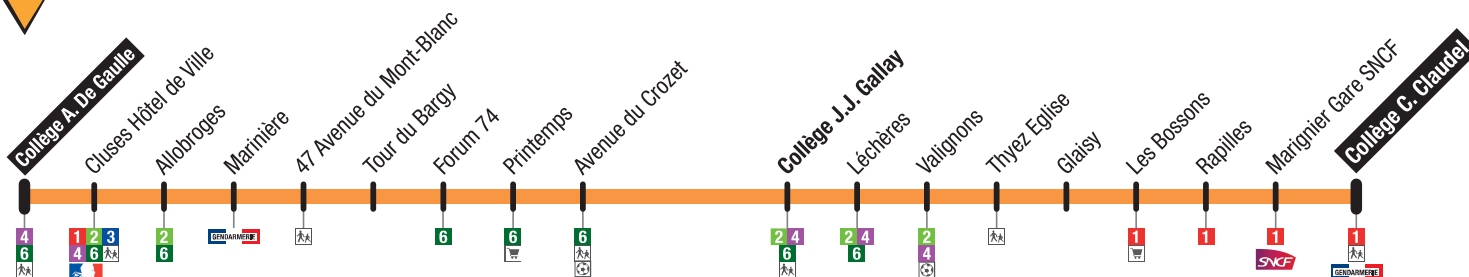 Collège A. De Gaulle
Cluses Hôtel de Ville
Allobroges
Marinière
47 Avenue du Mont-Blanc
Tour du Bargy
Forum 74
Printemps
Avenue du Crozet
Collège J.J. Gallay
Léchères
Valignons
Thyez Eglise
Glaisy
Les Bossons
Rapilles
Marignier Gare SNCF
Collège C. Claudel
4
6
1 2 3
4 6
2
6
GENDARMERIE
6
6
6
2 4
6
2 4
6
2
4
1
1
1
SNCF
1
GENDARMERIE